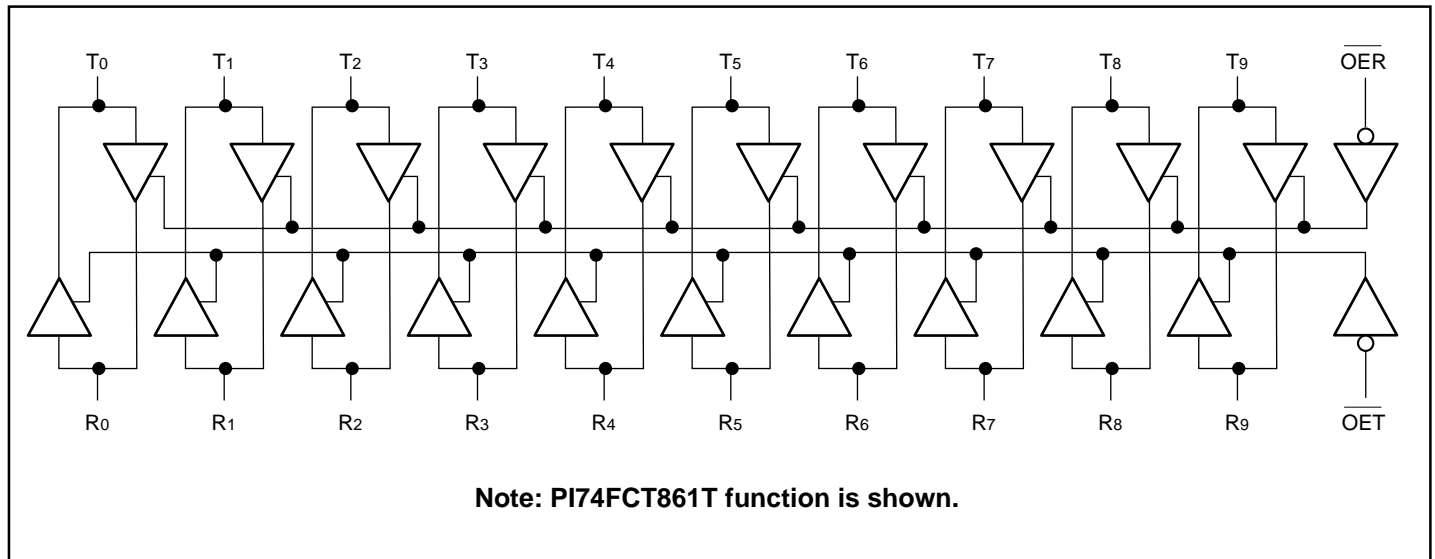 T0 T1 T2 T3 T4 T5 T6 T7 T8 T9 OER
R0 R1 R2 R3 R4 R5 R6 R7 R8 R9 OET
Note: PI74FCT861T function is shown.